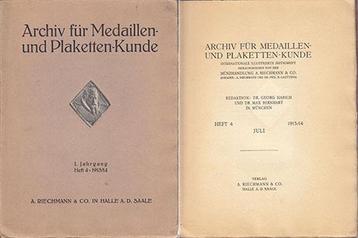 Archiv für Medaillen-
und Plaketten-Kunde
1. Jahrgang
Heft 4 · 1913/14
A. RIECHMANN & CO. IN HALLE A. D. SAALE
ARCHIV FÜR MEDAILLEN-
UND PLAKETTEN-KUNDE
INTERNATIONALE ILLUSTRIERTE ZEITSCHRIFT
HERAUSGEGEBEN VON DER
MÜNZHANDLUNG A. RIECHMANN & CO.
REDAKTION: DR. GEORG HABICH
UND DR. MAX BERNHART
IN MÜNCHEN
HEFT 4 1913/14
JULI
VERLAG
A. RIECHMANN & CO.
HALLE A. D. SAALE